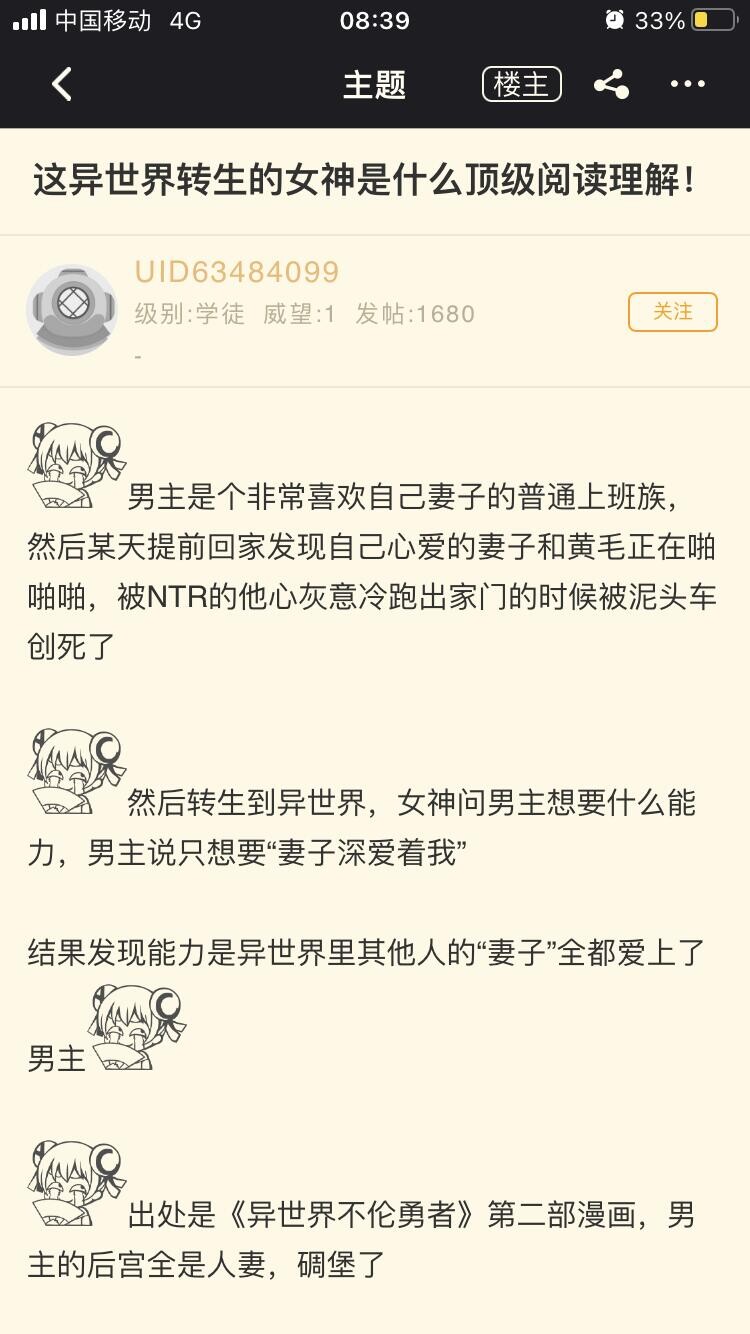 中国移动 4G 08:39 33%
主题 楼主
这异世界转生的女神是什么顶级阅读理解！
UID63484099
级别:学徒 威望:1 发帖:1680
关注
-
男主是个非常喜欢自己妻子的普通上班族，
然后某天提前回家发现自己心爱的妻子和黄毛正在啪
啪啪，被NTR的他心灰意冷跑出家门的时候被泥头车
创死了
然后转生到异世界，女神问男主想要什么能
力，男主说只想要“妻子深爱着我”
结果发现能力是异世界里其他人的“妻子”全都爱上了
男主
出处是《异世界不伦勇者》第二部漫画，男
主的后宫全是人妻，碉堡了